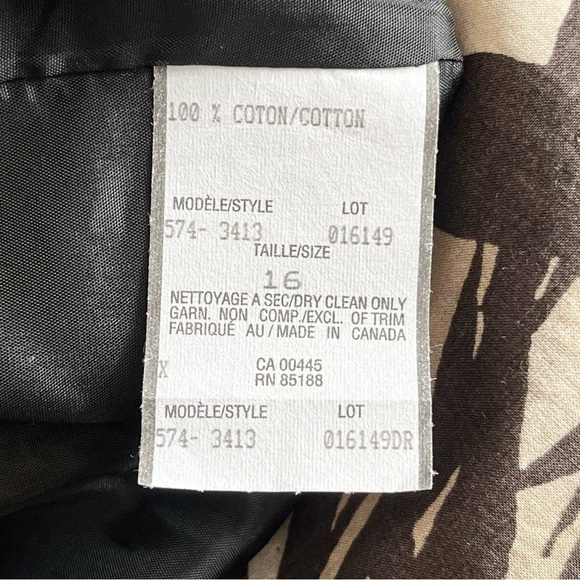 100 % COTON/COTTON
MODÈLE/STYLE LOT
574- 3413 016149
TAILLE/SIZE
16
NETTOYAGE A SEC/DRY CLEAN ONLY
GARN. NON COMP./EXCL. OF TRIM
FABRIQUÉ AU / MADE IN CANADA
X CA 00445
RN 85188
MODÈLE/STYLE LOT
574- 3413 016149DR